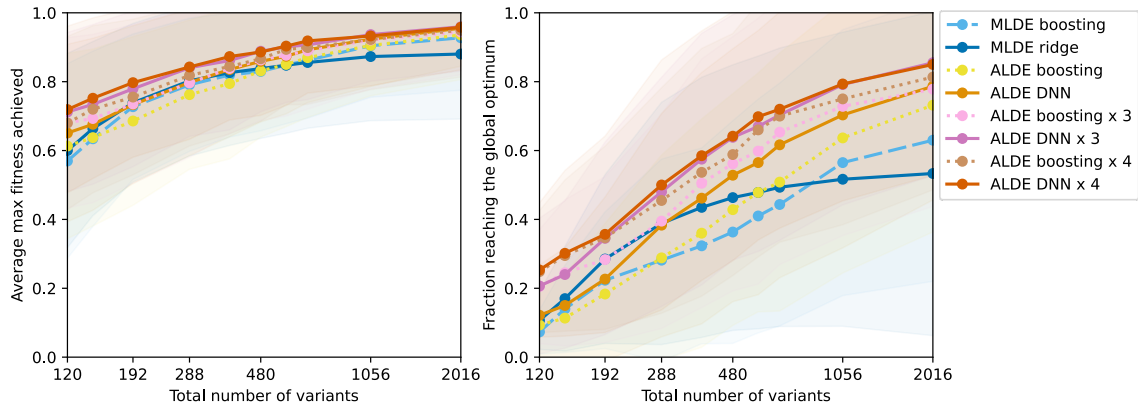 Average max fitness achieved
1.0
0.8
0.6
0.4
0.2
0.0
120
192
288
480
1056
2016
Total number of variants
Fraction reaching the global optimum
1.0
0.8
0.6
0.4
0.2
0.0
120
192
288
480
1056
2016
Total number of variants
MLDE boosting
MLDE ridge
ALDE boosting
ALDE DNN
ALDE boosting x 3
ALDE DNN x 3
ALDE boosting x 4
ALDE DNN x 4